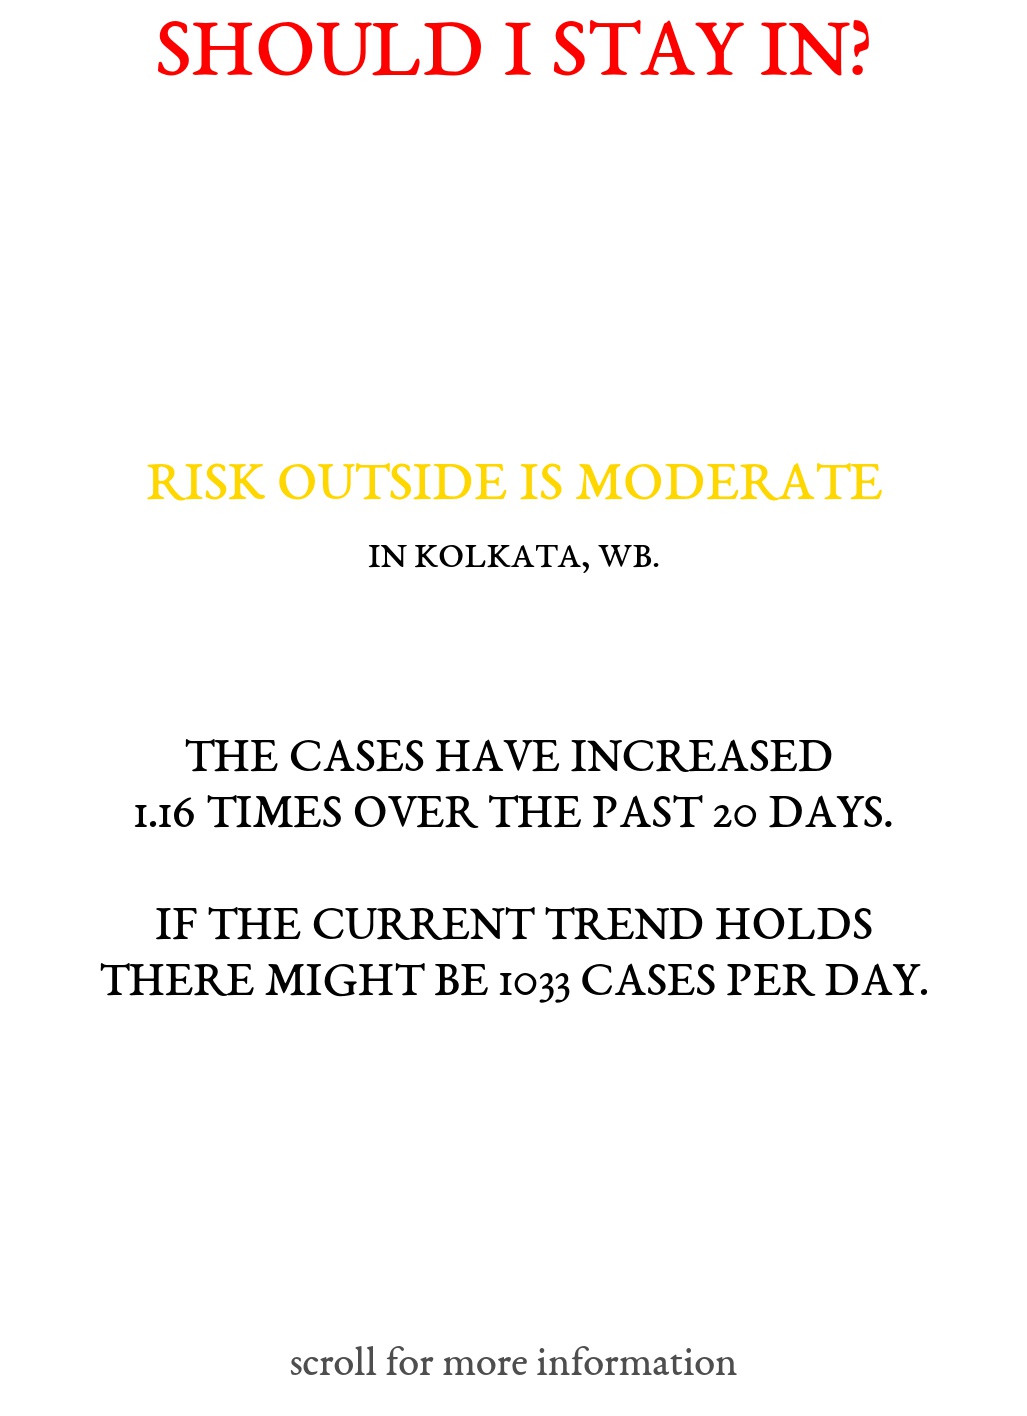 SHOULD I STAY IN?
RISK OUTSIDE IS MODERATE
IN KOLKATA, WB.
THE CASES HAVE INCREASED
1.16 TIMES OVER THE PAST 20 DAYS.
IF THE CURRENT TREND HOLDS
THERE MIGHT BE 1033 CASES PER DAY.
scroll for more information